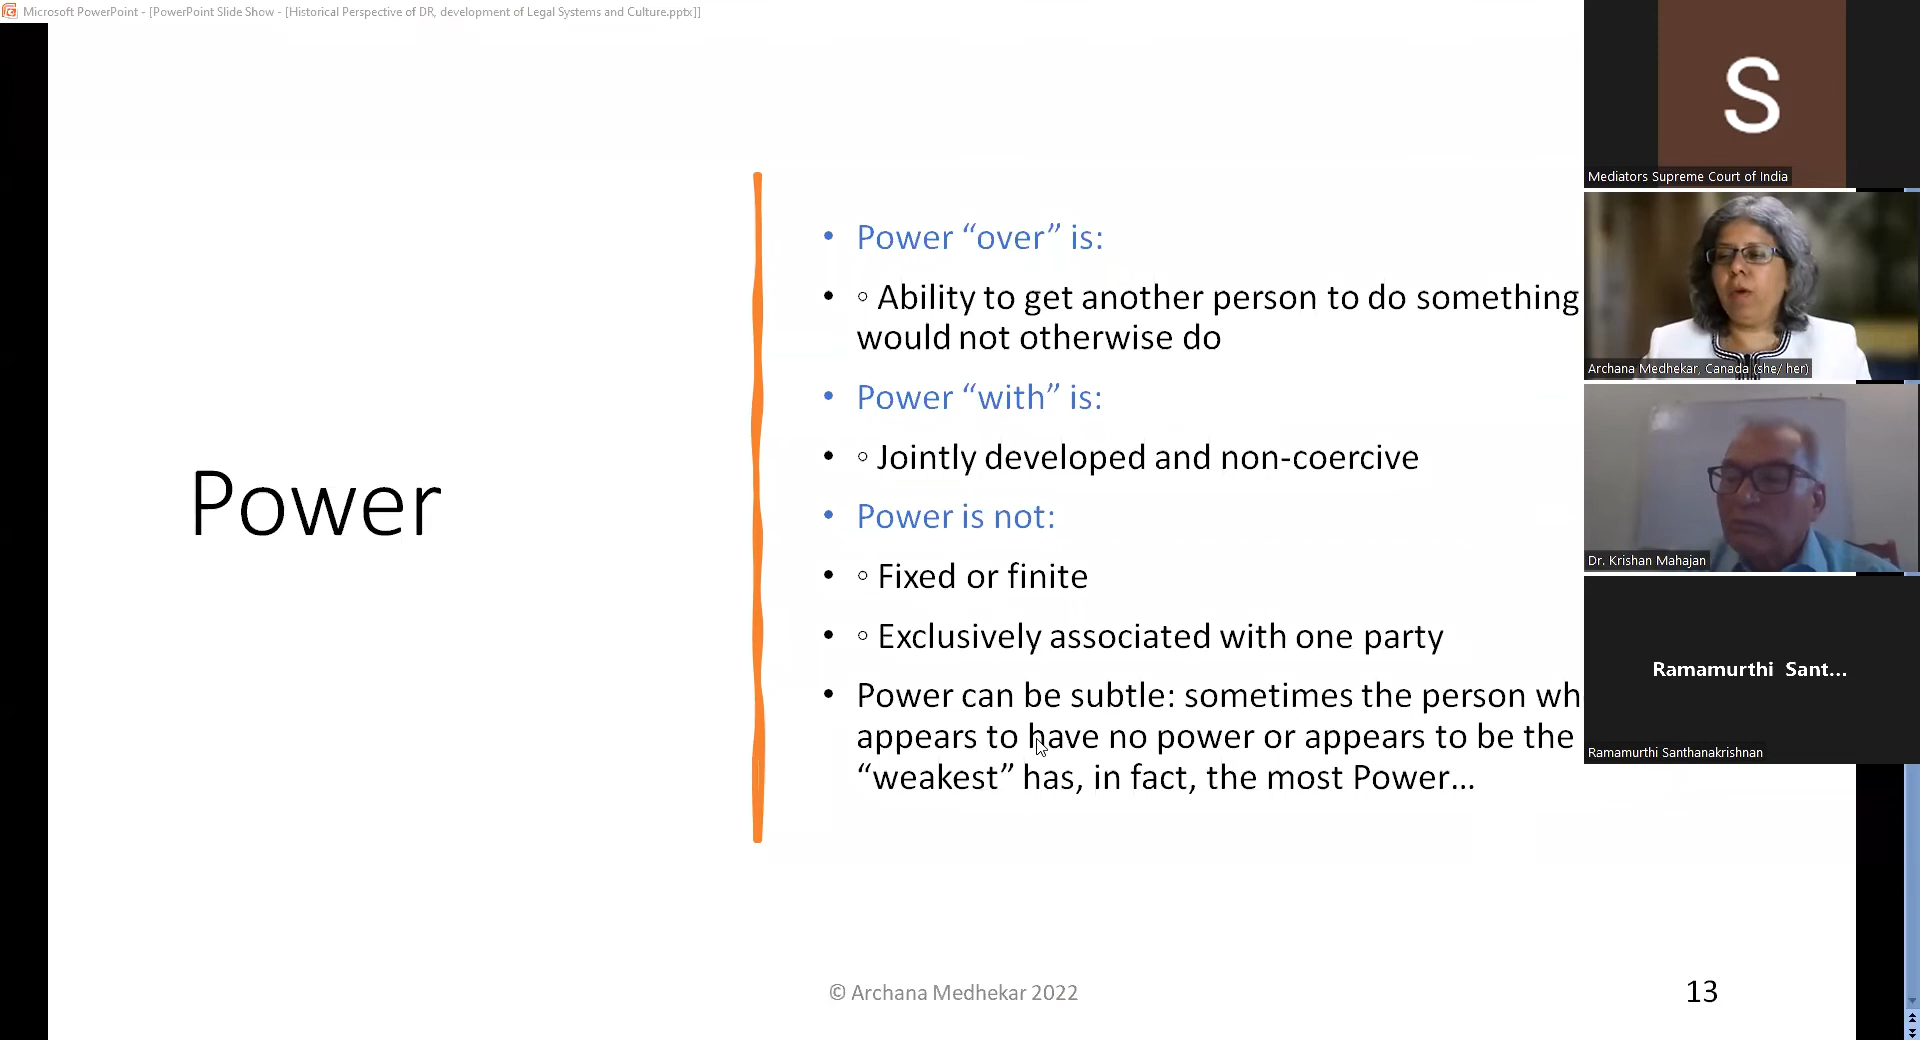 Microsoft PowerPoint - [PowerPoint Slide Show - [Historical Perspective of DR, development of Legal Systems and Culture.pptx]]
Power
• Power “over” is:
• ◦ Ability to get another person to do something
would not otherwise do
• Power “with” is:
• ◦ Jointly developed and non-coercive
• Power is not:
• ◦ Fixed or finite
• ◦ Exclusively associated with one party
• Power can be subtle: sometimes the person wh
appears to have no power or appears to be the
“weakest” has, in fact, the most Power…
© Archana Medhekar 2022
13
S
Mediators Supreme Court of India
Archana Medhekar, Canada (she/ her)
Dr. Krishan Mahajan
Ramamurthi Sant...
Ramamurthi Santhanakrishnan